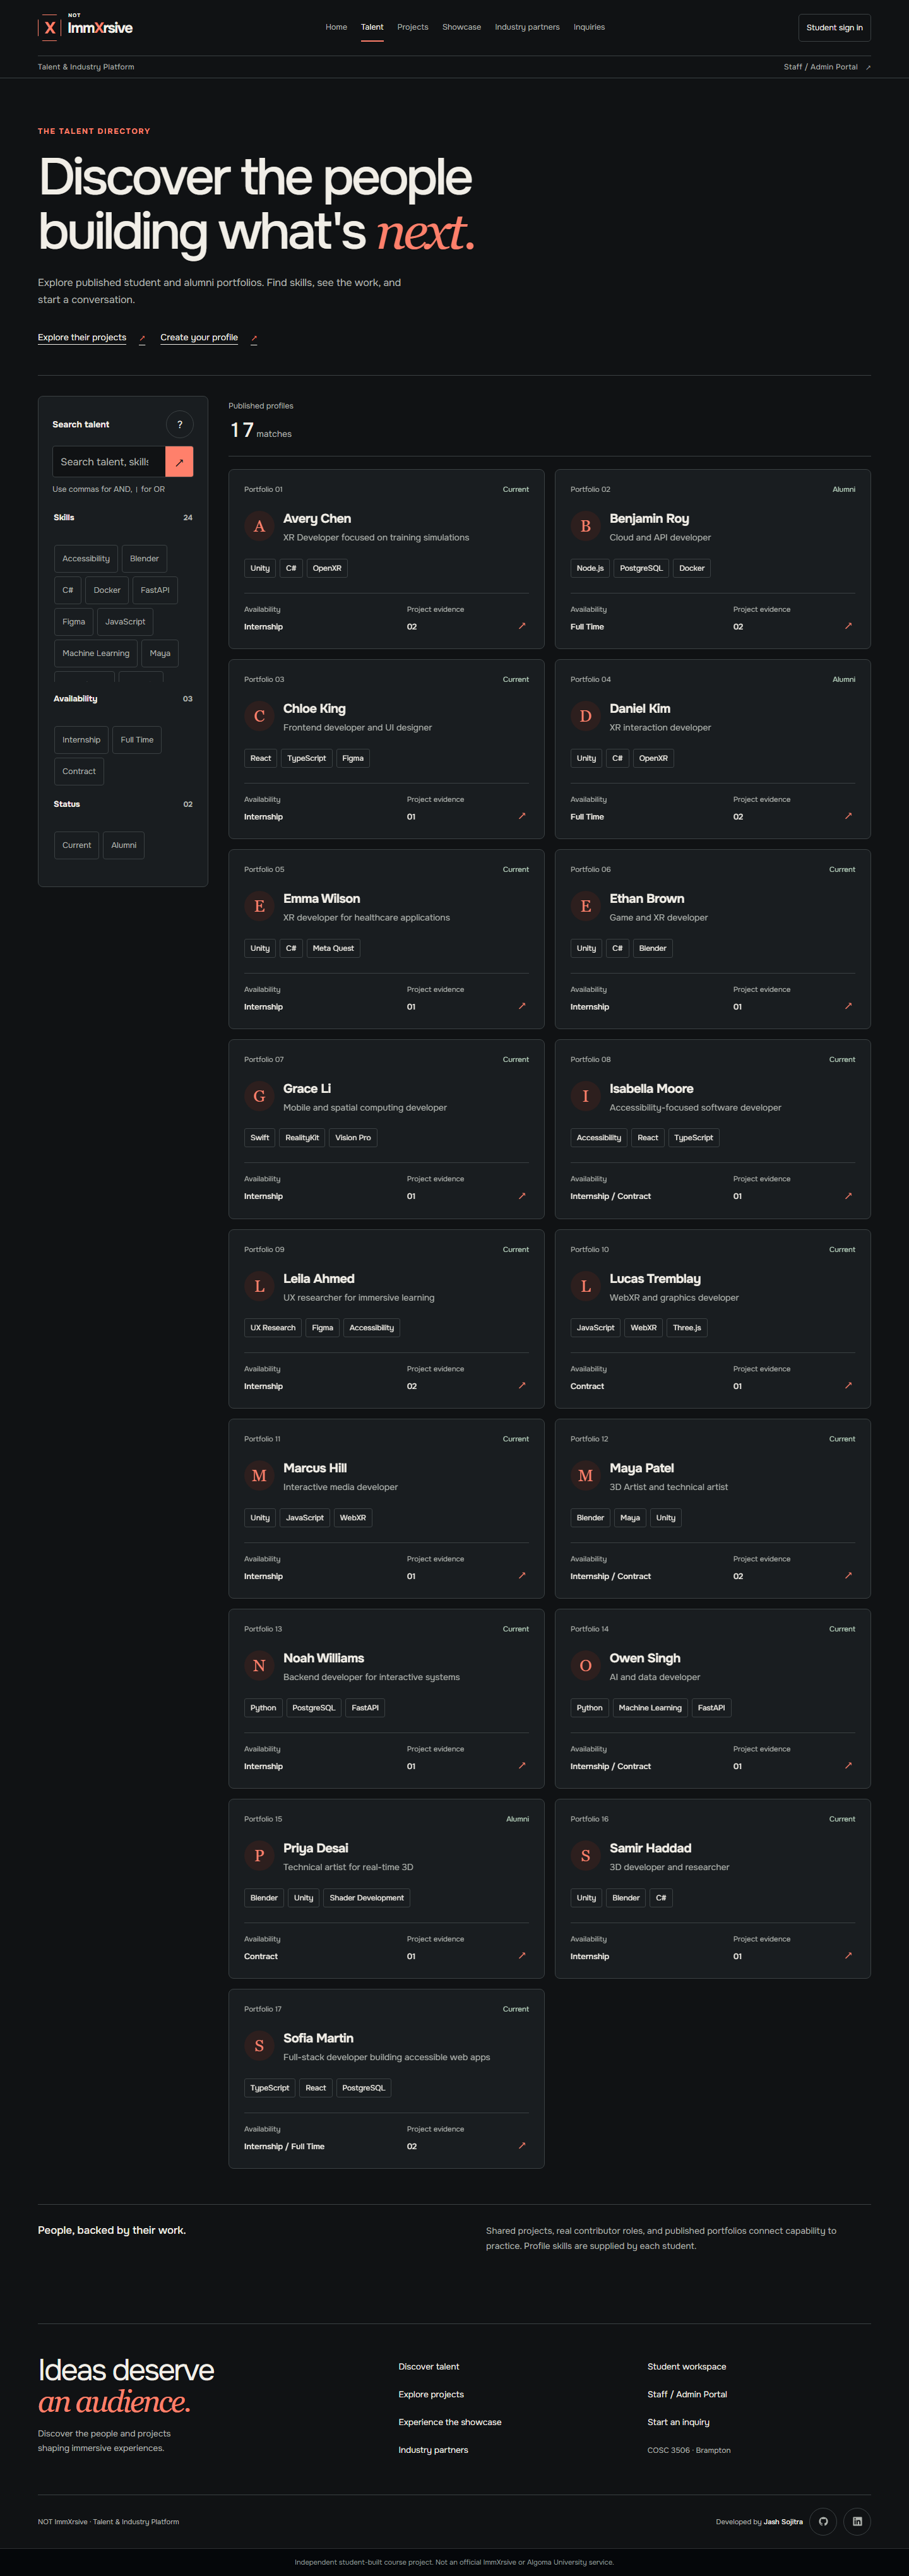 NOT
X ImmXrsive
Home Talent Projects Showcase Industry partners Inquiries
Student sign in
Talent & Industry Platform
Staff / Admin Portal ↗
THE TALENT DIRECTORY
Discover the people
building what's next.
Explore published student and alumni portfolios. Find skills, see the work, and
start a conversation.
Explore their projects ↗ Create your profile ↗
Search talent ?
Search talent, skills ↗
Use commas for AND, | for OR
Skills 24
Accessibility Blender
C# Docker FastAPI
Figma JavaScript
Machine Learning Maya
Availability 03
Internship Full Time
Contract
Status 02
Current Alumni
Published profiles
17 matches
Portfolio 01 Current
A Avery Chen
XR Developer focused on training simulations
Unity C# OpenXR
Availability Project evidence
Internship 02 ↗
Portfolio 02 Alumni
B Benjamin Roy
Cloud and API developer
Node.js PostgreSQL Docker
Availability Project evidence
Full Time 02 ↗
Portfolio 03 Current
C Chloe King
Frontend developer and UI designer
React TypeScript Figma
Availability Project evidence
Internship 01 ↗
Portfolio 04 Alumni
D Daniel Kim
XR interaction developer
Unity C# OpenXR
Availability Project evidence
Full Time 02 ↗
Portfolio 05 Current
E Emma Wilson
XR developer for healthcare applications
Unity C# Meta Quest
Availability Project evidence
Internship 01 ↗
Portfolio 06 Current
E Ethan Brown
Game and XR developer
Unity C# Blender
Availability Project evidence
Internship 01 ↗
Portfolio 07 Current
G Grace Li
Mobile and spatial computing developer
Swift RealityKit Vision Pro
Availability Project evidence
Internship 01 ↗
Portfolio 08 Current
I Isabella Moore
Accessibility-focused software developer
Accessibility React TypeScript
Availability Project evidence
Internship / Contract 01 ↗
Portfolio 09 Current
L Leila Ahmed
UX researcher for immersive learning
UX Research Figma Accessibility
Availability Project evidence
Internship 02 ↗
Portfolio 10 Current
L Lucas Tremblay
WebXR and graphics developer
JavaScript WebXR Three.js
Availability Project evidence
Contract 01 ↗
Portfolio 11 Current
M Marcus Hill
Interactive media developer
Unity JavaScript WebXR
Availability Project evidence
Internship 01 ↗
Portfolio 12 Current
M Maya Patel
3D Artist and technical artist
Blender Maya Unity
Availability Project evidence
Internship / Contract 02 ↗
Portfolio 13 Current
N Noah Williams
Backend developer for interactive systems
Python PostgreSQL FastAPI
Availability Project evidence
Internship 01 ↗
Portfolio 14 Current
O Owen Singh
AI and data developer
Python Machine Learning FastAPI
Availability Project evidence
Internship / Contract 01 ↗
Portfolio 15 Alumni
P Priya Desai
Technical artist for real-time 3D
Blender Unity Shader Development
Availability Project evidence
Contract 01 ↗
Portfolio 16 Current
S Samir Haddad
3D developer and researcher
Unity Blender C#
Availability Project evidence
Internship 01 ↗
Portfolio 17 Current
S Sofia Martin
Full-stack developer building accessible web apps
TypeScript React PostgreSQL
Availability Project evidence
Internship / Full Time 02 ↗
People, backed by their work.
Shared projects, real contributor roles, and published portfolios connect capability to
practice. Profile skills are supplied by each student.
Ideas deserve
an audience.
Discover the people and projects
shaping immersive experiences.
Discover talent
Explore projects
Experience the showcase
Industry partners
Student workspace
Staff / Admin Portal
Start an inquiry
COSC 3506 · Brampton
NOT ImmXrsive · Talent & Industry Platform
Developed by Jash Sojitra
in
Independent student-built course project. Not an official ImmXrsive or Algoma University service.